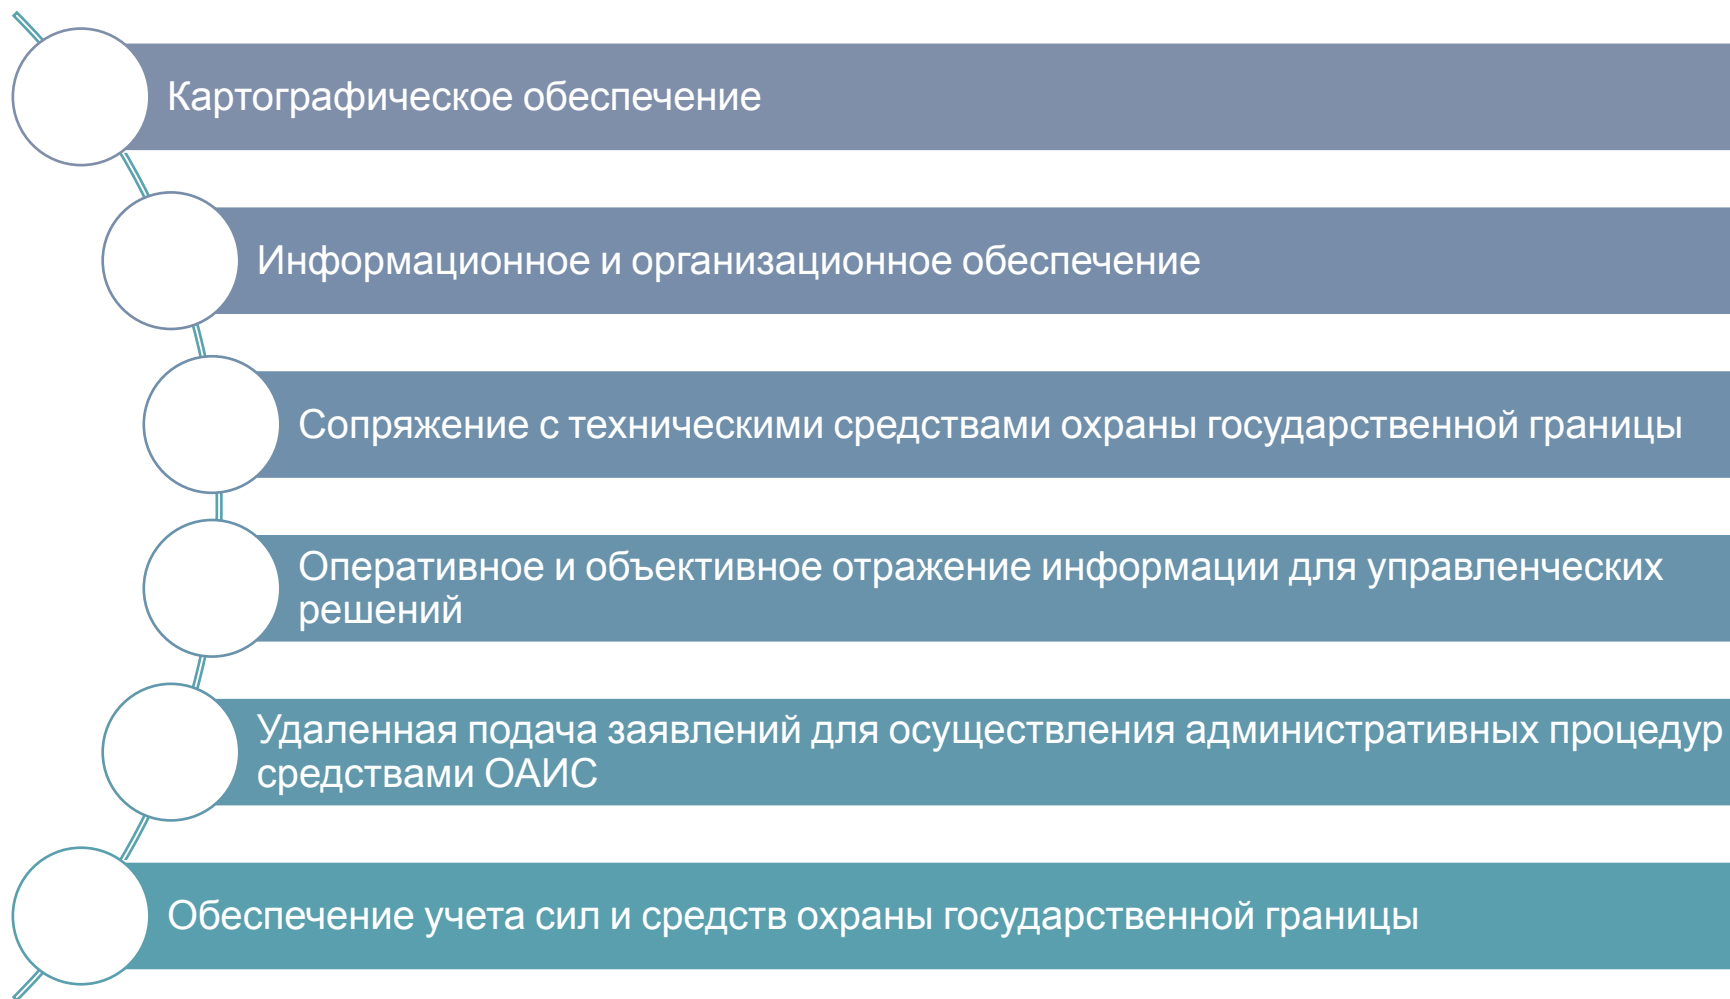 Картографическое обеспечение
Информационное и организационное обеспечение
Сопряжение с техническими средствами охраны государственной границы
Оперативное и объективное отражение информации для управленческих
решений
Удаленная подача заявлений для осуществления административных процедур
средствами ОАИС
Обеспечение учета сил и средств охраны государственной границы